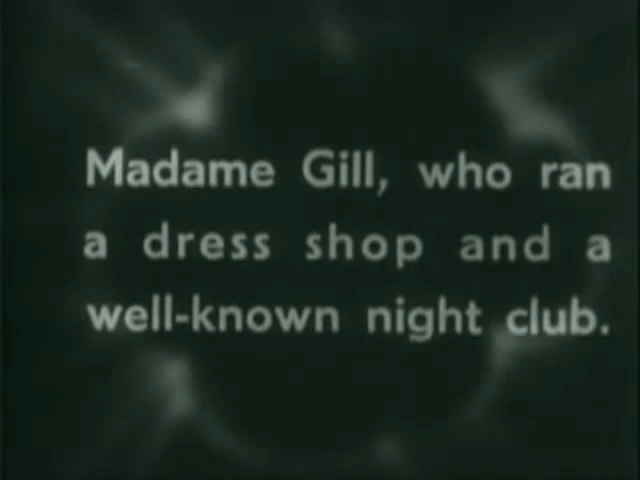 Madame Gill, who ran
a dress shop and a
well-known night club.